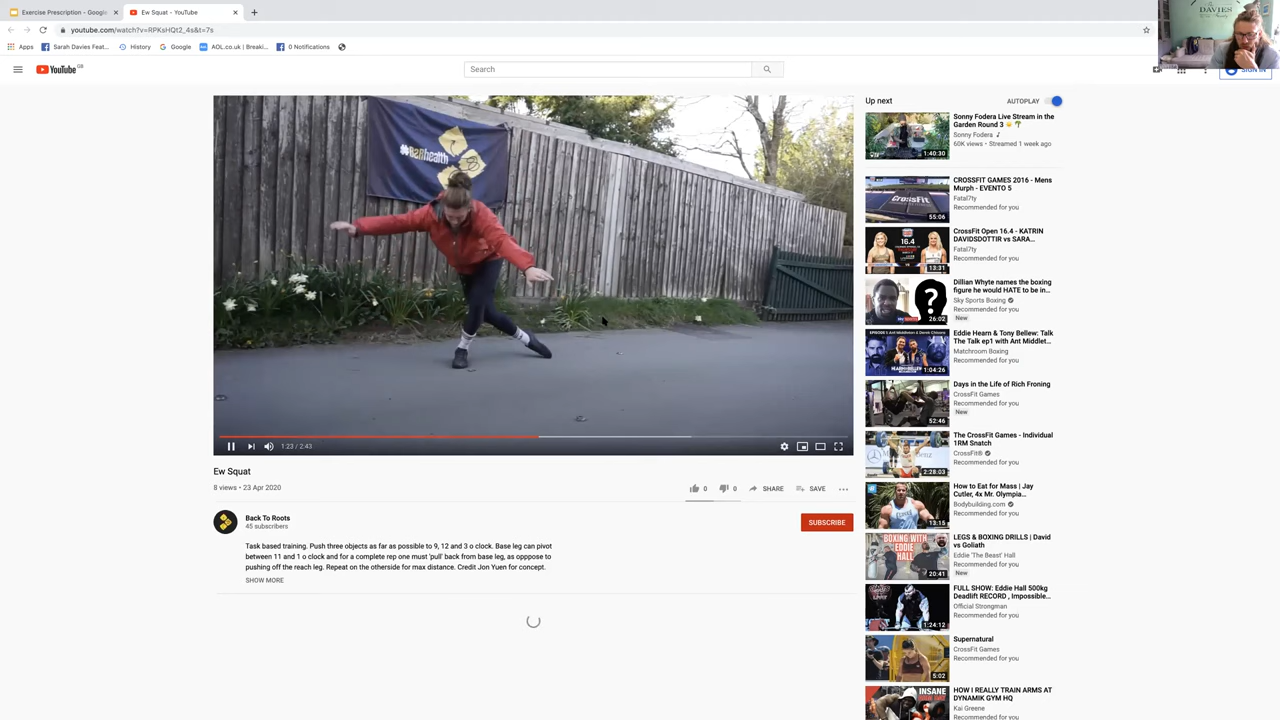 Exercise Prescription - Google
Ew Squat - YouTube
youtube.com/watch?v=RPKsHQt2_4s&t=7s
Apps
Sarah Davies Feat...
History
Google
AOL.co.uk | Breaki...
0 Notifications
DAVIES
YouTube GB
Search
SIGN IN
B2Rhealth
1:23 / 2:43
Ew Squat
8 views • 23 Apr 2020
0
0
SHARE
SAVE
Back To Roots
45 subscribers
SUBSCRIBE
Task based training. Push three objects as far as possible to 9, 12 and 3 o clock. Base leg can pivot
between 11 and 1 o clock and for a complete rep one must 'pull' back from base leg, as opppose to
pushing off the reach leg. Repeat on the otherside for max distance. Credit Jon Yuen for concept.
SHOW MORE
Up next
AUTOPLAY
Sonny Fodera Live Stream in the
Garden Round 3
Sonny Fodera
60K views • Streamed 1 week ago
1:40:30
CROSSFIT GAMES 2016 - Mens
Murph - EVENTO 5
Fatal7ty
Recommended for you
CrossFit
55:06
CrossFit Open 16.4 - KATRIN
DAVIDSDOTTIR vs SARA...
Fatal7ty
Recommended for you
16.4
13:31
Dillian Whyte names the boxing
figure he would HATE to be in...
Sky Sports Boxing
Recommended for you
New
26:02
Eddie Hearn & Tony Bellew: Talk
The Talk ep1 with Ant Middlet...
Matchroom Boxing
Recommended for you
1:04:26
Days in the Life of Rich Froning
CrossFit Games
Recommended for you
New
52:46
The CrossFit Games - Individual
1RM Snatch
CrossFit®
Recommended for you
2:28:03
How to Eat for Mass | Jay
Cutler, 4x Mr. Olympia...
Bodybuilding.com
Recommended for you
13:15
LEGS & BOXING DRILLS | David
vs Goliath
Eddie 'The Beast' Hall
Recommended for you
New
BOXING WITH
EDDIE
HALL
20:41
FULL SHOW: Eddie Hall 500kg
Deadlift RECORD , Impossible...
Official Strongman
Recommended for you
1:24:12
Supernatural
CrossFit Games
Recommended for you
5:02
HOW I REALLY TRAIN ARMS AT
DYNAMIK GYM HQ
Kai Greene
Recommended for you
INSANE